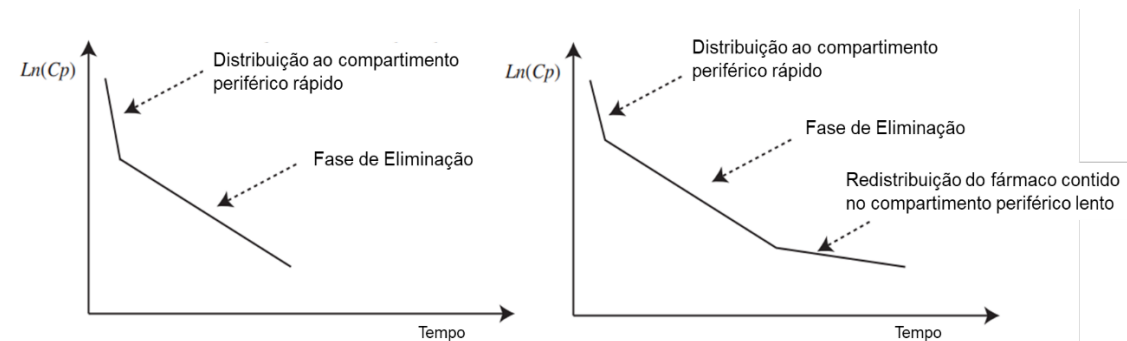 Ln(Cp)
Distribuição ao compartimento
periférico rápido
Fase de Eliminação
Tempo
Ln(Cp)
Distribuição ao compartimento
periférico rápido
Fase de Eliminação
Redistribuição do fármaco contido
no compartimento periférico lento
Tempo